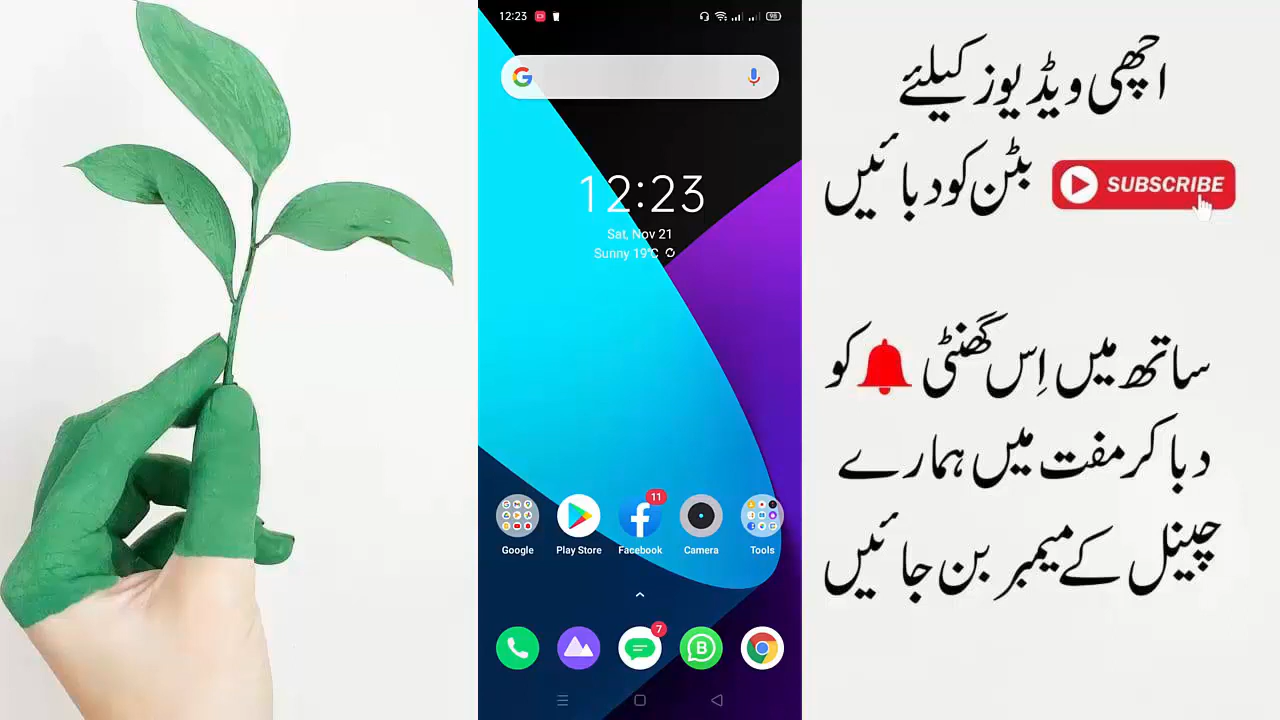 12:23
98
12:23
Sat, Nov 21
Sunny 19°C
11
Google
Play Store
Facebook
Camera
Tools
7
اچھی ویڈیوز کیلئے
SUBSCRIBE بٹن کو دبائیں
ساتھ میں اِس گھنٹی کو
دبا کر مفت میں ہمارے
چینل کے میمبر بن جائیں